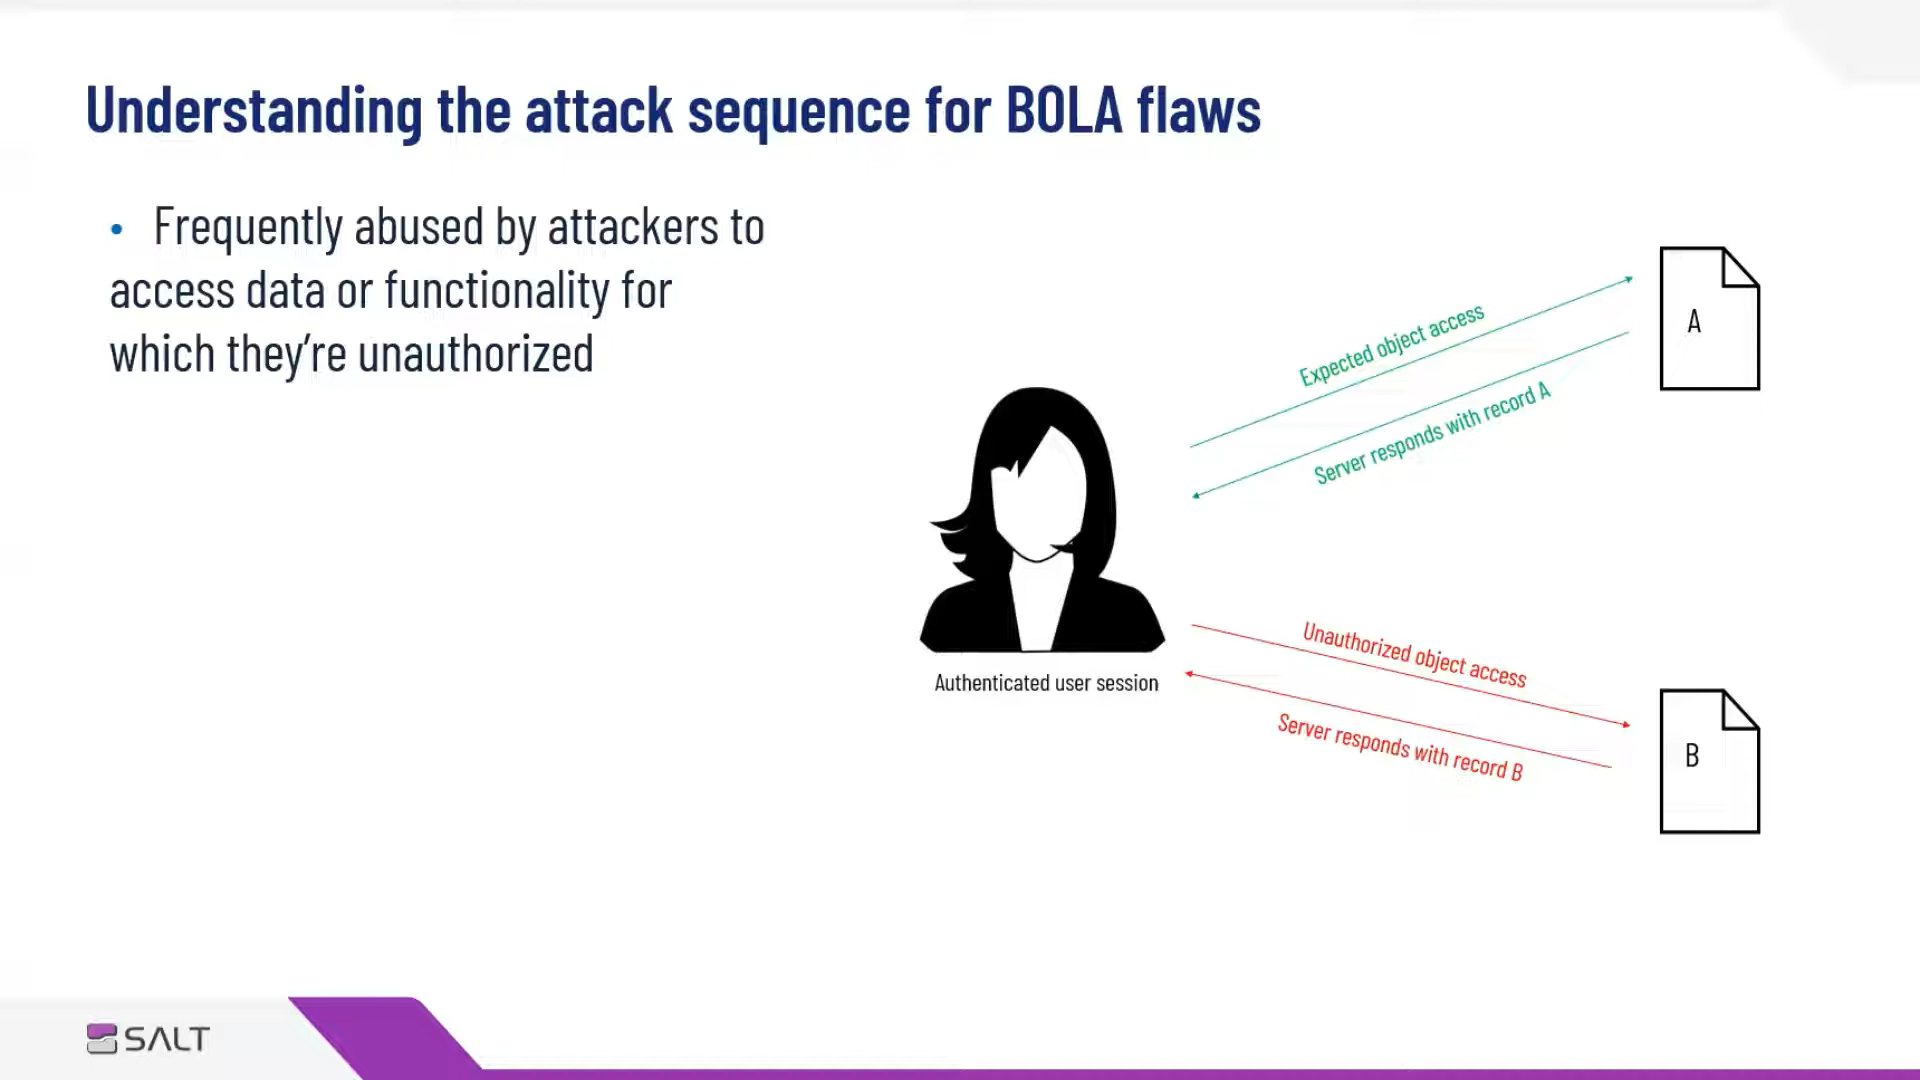 Understanding the attack sequence for BOLA flaws
• Frequently abused by attackers to
access data or functionality for
which they’re unauthorized
Expected object access
Server responds with record A
A
Authenticated user session
Unauthorized object access
Server responds with record B
B
SALT